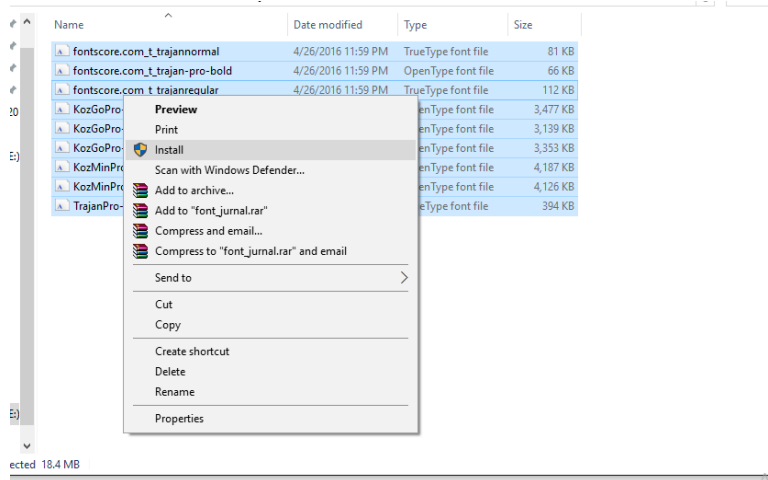 Name Date modified Type Size
fontscore.com_t_trajannormal 4/26/2016 11:59 PM TrueType font file 81 KB
fontscore.com_t_trajan-pro-bold 4/26/2016 11:59 PM OpenType font file 66 KB
fontscore.com_t_trajanregular 4/26/2016 11:59 PM TrueType font file 112 KB
20 KozGoPro- Preview enType font file 3,477 KB
Print
KozGoPro- enType font file 3,139 KB
E:) KozGoPro- Install enType font file 3,353 KB
KozMinPro Scan with Windows Defender... enType font file 4,187 KB
KozMinPro Add to archive... enType font file 4,126 KB
TrajanPro- Add to "font_jurnal.rar" eType font file 394 KB
Compress and email...
Compress to "font_jurnal.rar" and email
Send to
Cut
Copy
Create shortcut
Delete
Rename
E:)
Properties
ected 18.4 MB